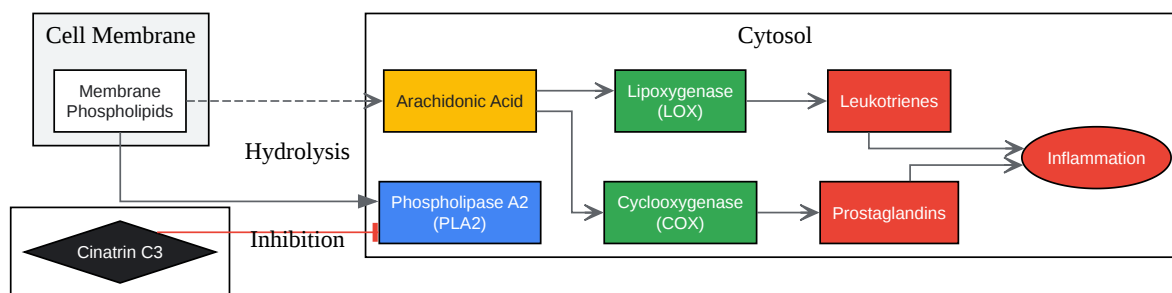 Cell Membrane
Membrane
Phospholipids
Hydrolysis
Inhibition
Cinatrin C3
Cytosol
Arachidonic Acid
Lipoxygenase
(LOX)
Leukotrienes
Inflammation
Phospholipase A2
(PLA2)
Cyclooxygenase
(COX)
Prostaglandins